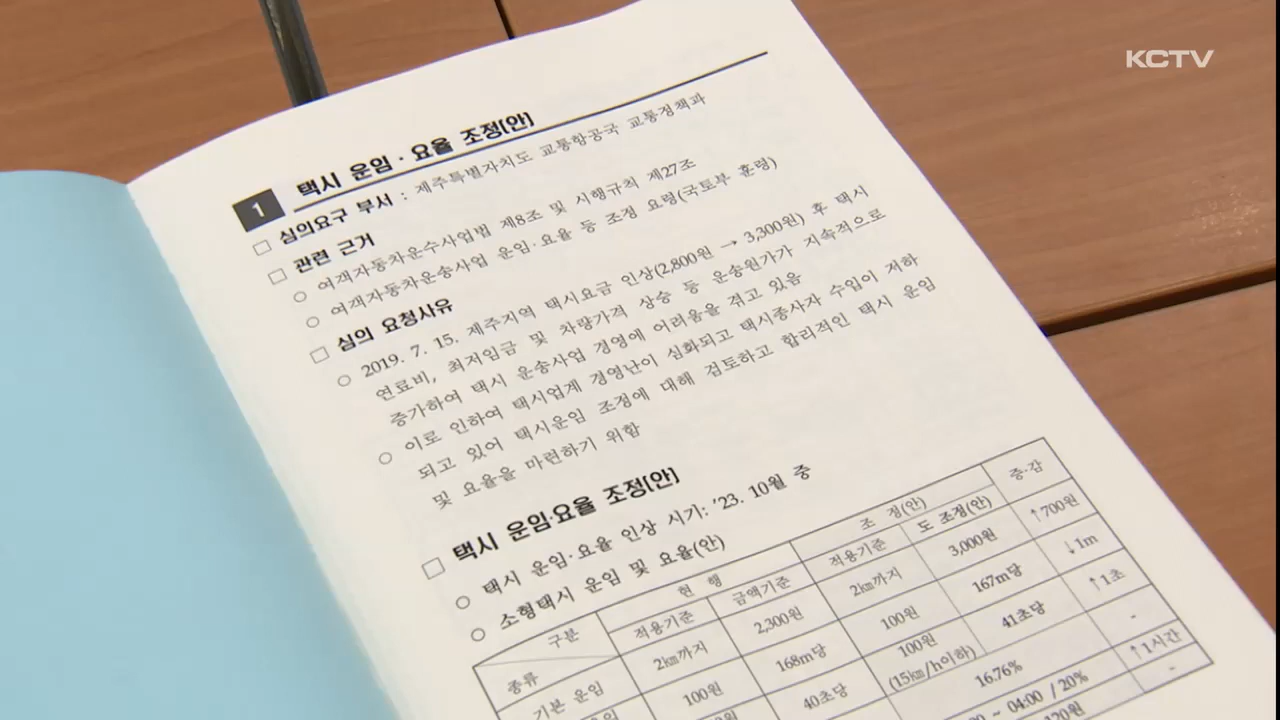 KCTV
1 택시 운임·요율 조정[안]
□ 심의요구 부서 : 제주특별자치도 교통항공국 교통정책과
□ 관련 근거
○ 여객자동차운수사업법 제8조 및 시행규칙 제27조
○ 여객자동차운송사업 운임·요율 등 조정 요령(국토부 훈령)
□ 심의 요청사유
○ 2019. 7. 15. 제주지역 택시요금 인상(2,800원 → 3,300원) 후 택시
연료비, 최저임금 및 차량가격 상승 등 운송원가가 지속적으로
증가하여 택시 운송사업 경영에 어려움을 겪고 있음
○ 이로 인하여 택시업계 경영난이 심화되고 택시종사자 수입이 저하
되고 있어 택시운임 조정에 대해 검토하고 합리적인 택시 운임
및 요율을 마련하기 위함
□ 택시 운임·요율 조정[안]
○ 택시 운임·요율 인상 시기: '23. 10월 중
○ 소형택시 운임 및 요율(안)
구분 현 행 조 정(안) 증·감
종류 적용기준 금액기준 적용기준 도 조정(안)
기본 운임 2㎞까지 2,300원 2㎞까지 3,000원 ↑700원
100원 168m당 100원 167m당 ↓1m
40초당 100원 (15㎞/h이하) 41초당 ↑1초
16.76% -
~ 04:00 / 20% ↑1시간
-